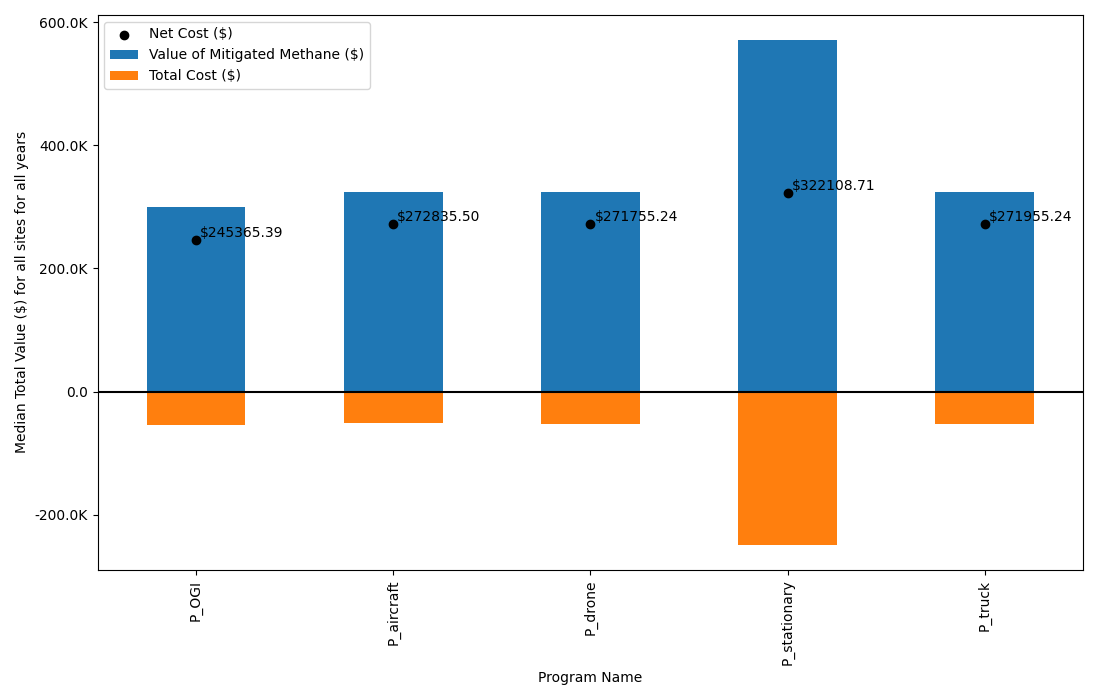 600.0K
400.0K
200.0K
0.0
-200.0K
Median Total Value ($) for all sites for all years
Net Cost ($)
Value of Mitigated Methane ($)
Total Cost ($)
$245365.39
$272835.50
$271755.24
$322108.71
$271955.24
P_OGI
P_aircraft
P_drone
P_stationary
P_truck
Program Name